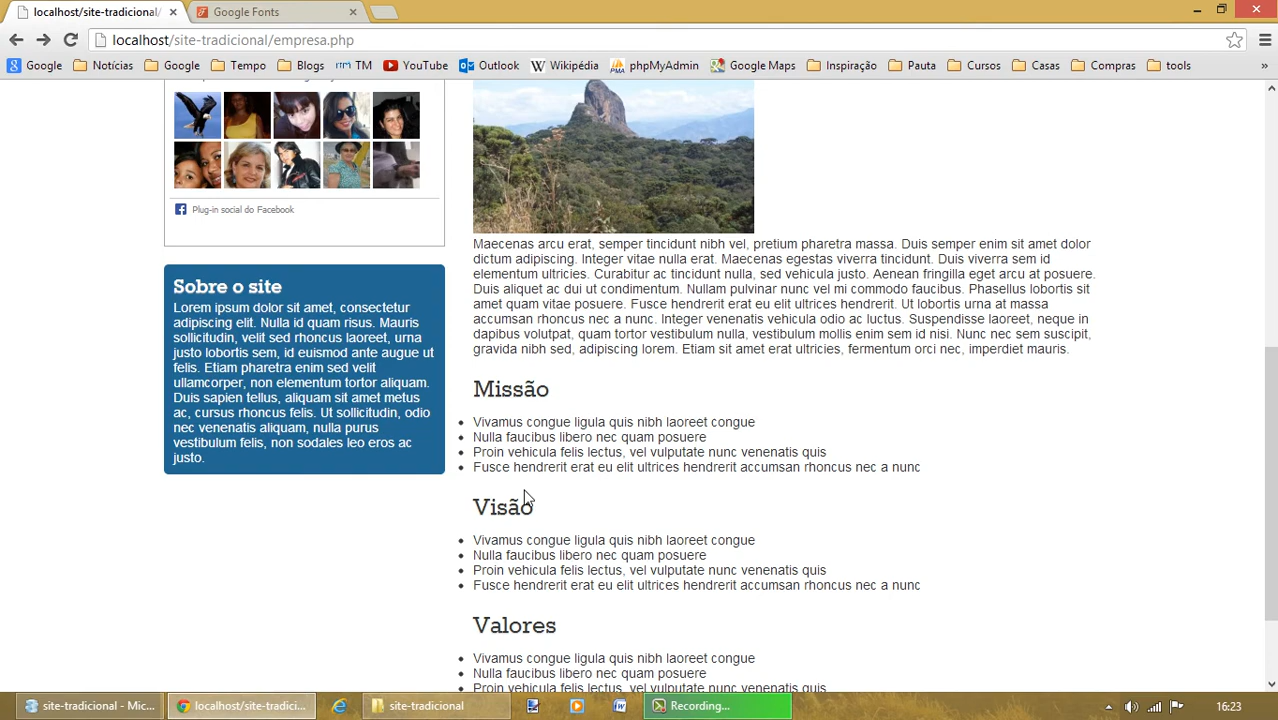 localhost/site-tradicional/
Google Fonts
localhost/site-tradicional/empresa.php
Google
Notícias
Google
Tempo
Blogs
TM
YouTube
Outlook
Wikipédia
phpMyAdmin
Google Maps
Inspiração
Pauta
Cursos
Casas
Compras
tools
»
Plug-in social do Facebook
Sobre o site
Lorem ipsum dolor sit amet, consectetur
adipiscing elit. Nulla id quam risus. Mauris
sollicitudin, velit sed rhoncus laoreet, urna
justo lobortis sem, id euismod ante augue ut
felis. Etiam pharetra enim sed velit
ullamcorper, non elementum tortor aliquam.
Duis sapien tellus, aliquam sit amet metus
ac, cursus rhoncus felis. Ut sollicitudin, odio
nec venenatis aliquam, nulla purus
vestibulum felis, non sodales leo eros ac
justo.
Maecenas arcu erat, semper tincidunt nibh vel, pretium pharetra massa. Duis semper enim sit amet dolor
dictum adipiscing. Integer vitae nulla erat. Maecenas egestas viverra tincidunt. Duis viverra sem id
elementum ultricies. Curabitur ac tincidunt nulla, sed vehicula justo. Aenean fringilla eget arcu at posuere.
Duis aliquet ac dui ut condimentum. Nullam pulvinar nunc vel mi commodo faucibus. Phasellus lobortis sit
amet quam vitae posuere. Fusce hendrerit erat eu elit ultrices hendrerit. Ut lobortis urna at massa
accumsan rhoncus nec a nunc. Integer venenatis vehicula odio ac luctus. Suspendisse laoreet, neque in
dapibus volutpat, quam tortor vestibulum nulla, vestibulum mollis enim sem id nisi. Nunc nec sem suscipit,
gravida nibh sed, adipiscing lorem. Etiam sit amet erat ultricies, fermentum orci nec, imperdiet mauris.
Missão
Vivamus congue ligula quis nibh laoreet congue
Nulla faucibus libero nec quam posuere
Proin vehicula felis lectus, vel vulputate nunc venenatis quis
Fusce hendrerit erat eu elit ultrices hendrerit accumsan rhoncus nec a nunc
Visão
Vivamus congue ligula quis nibh laoreet congue
Nulla faucibus libero nec quam posuere
Proin vehicula felis lectus, vel vulputate nunc venenatis quis
Fusce hendrerit erat eu elit ultrices hendrerit accumsan rhoncus nec a nunc
Valores
Vivamus congue ligula quis nibh laoreet congue
Nulla faucibus libero nec quam posuere
Proin vehicula felis lectus, vel vulputate nunc venenatis quis
site-tradicional - Mic...
localhost/site-tradici...
site-tradicional
Recording...
16:23